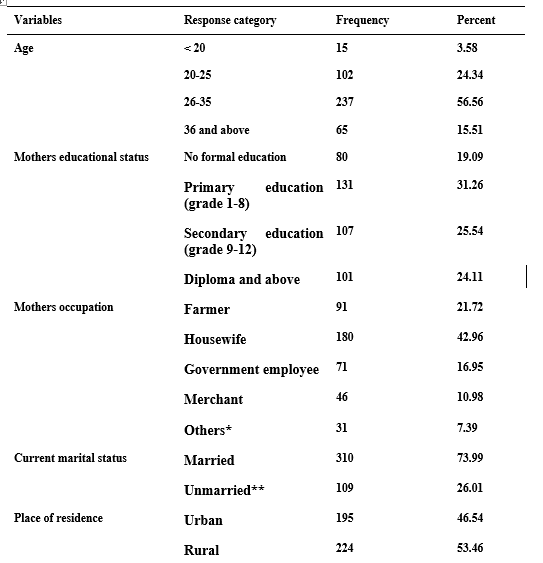 Variables Response category Frequency Percent
Age < 20 15 3.58
20-25 102 24.34
26-35 237 56.56
36 and above 65 15.51
Mothers educational status No formal education 80 19.09
Primary education 131 31.26
(grade 1-8)
Secondary education 107 25.54
(grade 9-12)
Diploma and above 101 24.11
Mothers occupation Farmer 91 21.72
Housewife 180 42.96
Government employee 71 16.95
Merchant 46 10.98
Others* 31 7.39
Current marital status Married 310 73.99
Unmarried** 109 26.01
Place of residence Urban 195 46.54
Rural 224 53.46